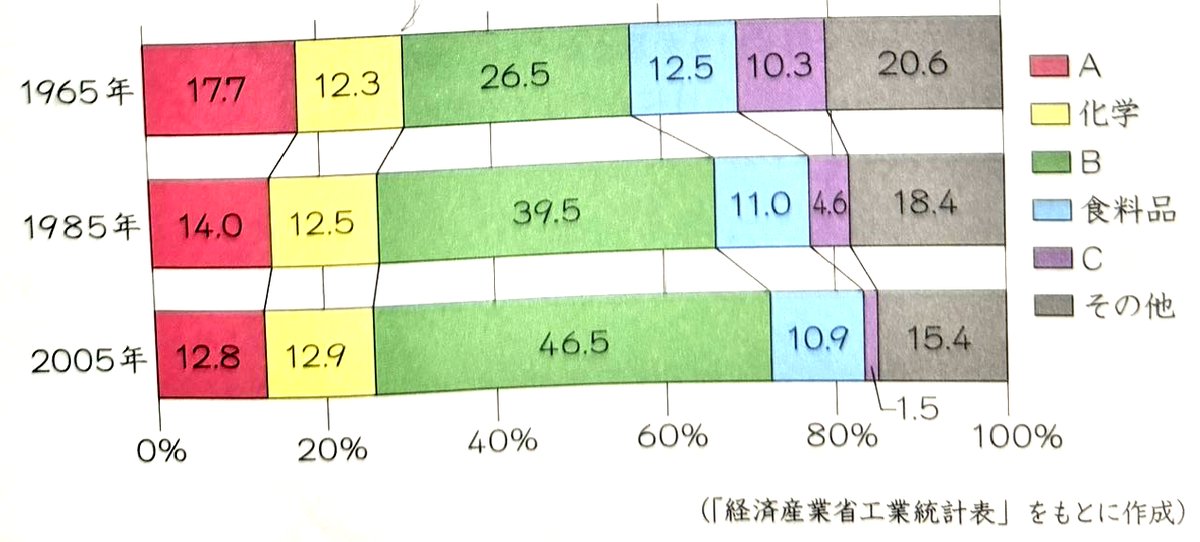 1965年 17.7 12.3 26.5 12.5 10.3 20.6
1985年 14.0 12.5 39.5 11.0 4.6 18.4
2005年 12.8 12.9 46.5 10.9 15.4
1.5
0% 20% 40% 60% 80% 100%
A
化学
B
食料品
C
その他
(「経済産業省工業統計表」をもとに作成)